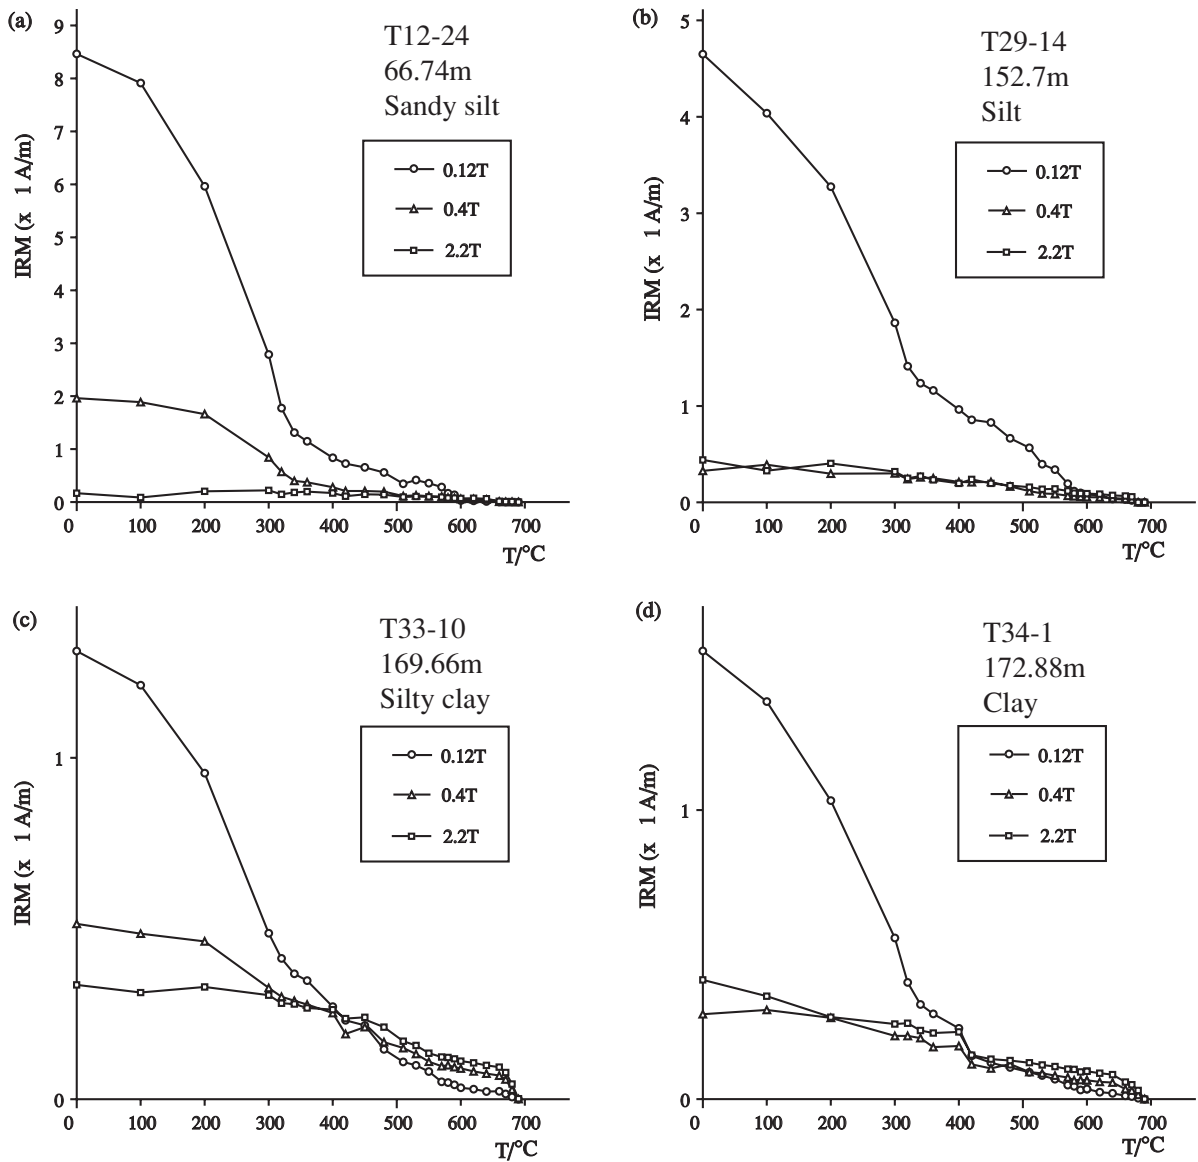 (a)
T12-24
66.74m
Sandy silt
0.12T
0.4T
2.2T
IRM (x 1 A/m)
9
8
7
6
5
4
3
2
1
0
0 100 200 300 400 500 600 700
T/°C
(b)
T29-14
152.7m
Silt
0.12T
0.4T
2.2T
IRM (x 1 A/m)
5
4
3
2
1
0
0 100 200 300 400 500 600 700
T/°C
(c)
T33-10
169.66m
Silty clay
0.12T
0.4T
2.2T
IRM (x 1 A/m)
1
0
0 100 200 300 400 500 600 700
T/°C
(d)
T34-1
172.88m
Clay
0.12T
0.4T
2.2T
IRM (x 1 A/m)
1
0
0 100 200 300 400 500 600 700
T/°C